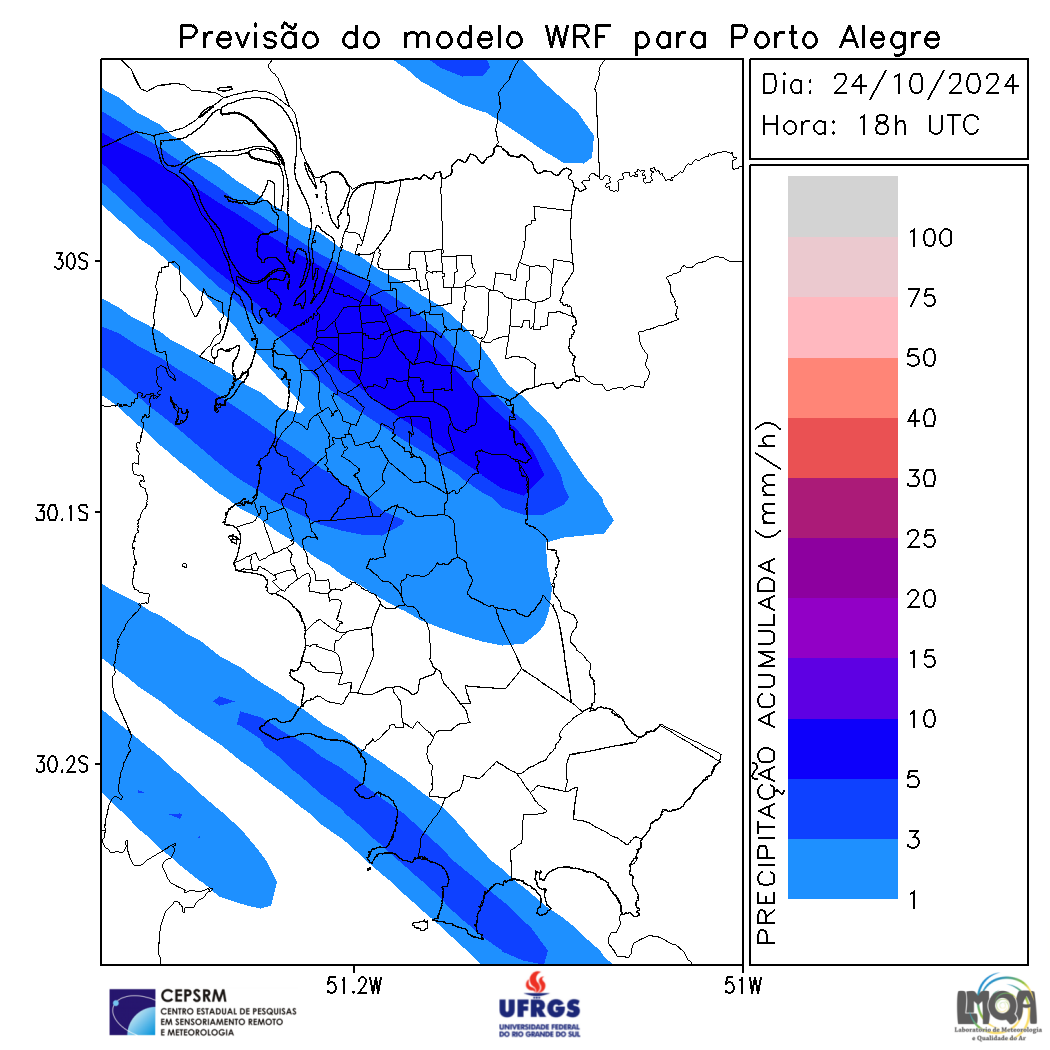 Previsão do modelo WRF para Porto Alegre
Dia: 24/10/2024
Hora: 18h UTC
30S
30.1S
30.2S
51.2W
51W
PRECIPITAÇÃO ACUMULADA (mm/h)
100
75
50
40
30
25
20
15
10
5
3
1
CEPSRM
CENTRO ESTADUAL DE PESQUISAS
EM SENSORIAMENTO REMOTO
E METEOROLOGIA
UFRGS
UNIVERSIDADE FEDERAL
DO RIO GRANDE DO SUL
LMQA
Laboratório de Meteorologia
e Qualidade do Ar